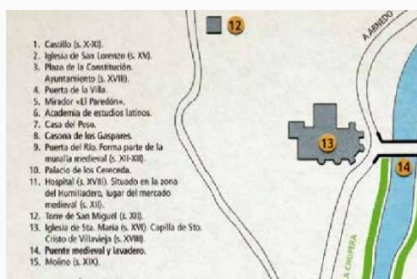 1. Castillo (s. X-XI).
2. Iglesia de San Lorenzo (s. XV).
3. Plaza de la Constitución.
Ayuntamiento (s. XVIII).
4. Puerta de la Villa.
5. Mirador «El Paredón».
6. Academia de estudios latinos.
7. Casa del Peso.
8. Casona de los Gaspares.
9. Puerta del Río. Forma parte de la
muralla medieval (s. XII-XIII).
10. Palacio de los Cereceda.
11. Hospital (s. XVIII). Situado en la zona
del Humilladero, lugar del mercado
medieval (s. XII).
12. Torre de San Miguel (s. XII).
13. Iglesia de Sta. María (s. XVI). Capilla de Sto.
Cristo de Villavieja (s. XVIII).
14. Puente medieval y lavadero.
15. Molino (s. XIX).
12
A ARNEDO
13
14
A CHOPERA